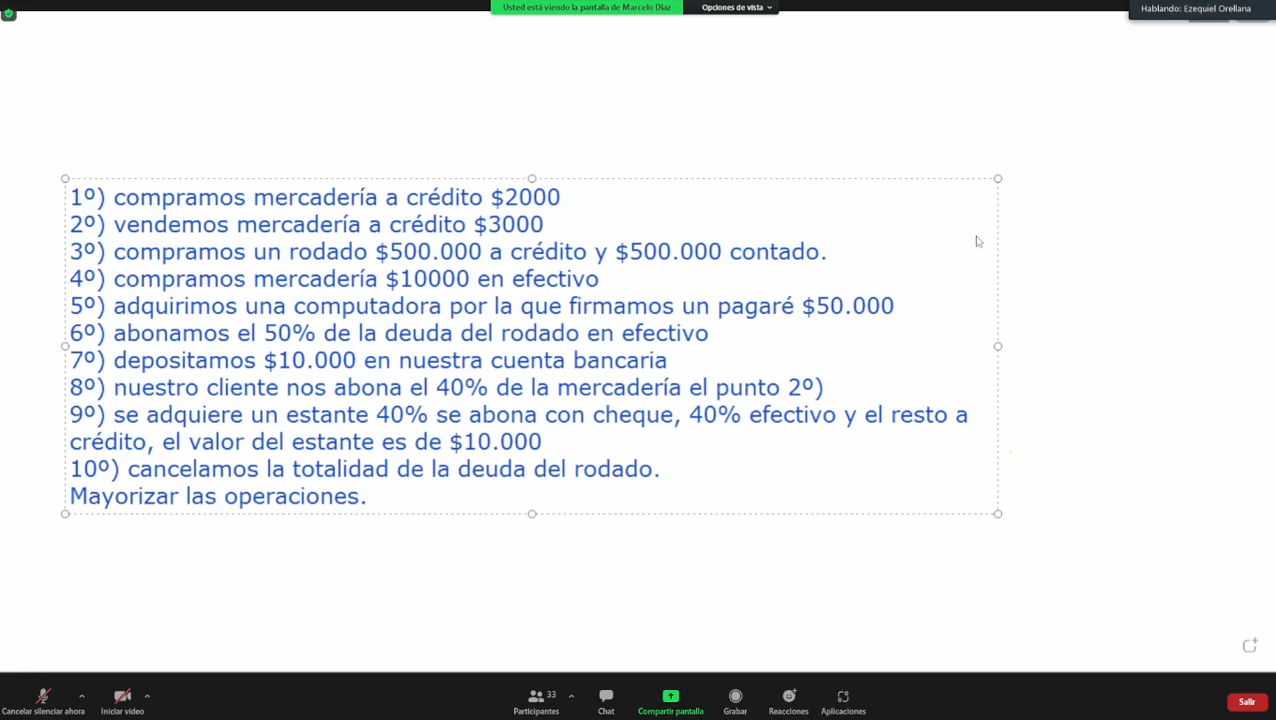 Usted está viendo la pantalla de Marcelo Diaz
Opciones de vista
Hablando: Ezequiel Orellana
1º) compramos mercadería a crédito $2000
2º) vendemos mercadería a crédito $3000
3º) compramos un rodado $500.000 a crédito y $500.000 contado.
4º) compramos mercadería $10000 en efectivo
5º) adquirimos una computadora por la que firmamos un pagaré $50.000
6º) abonamos el 50% de la deuda del rodado en efectivo
7º) depositamos $10.000 en nuestra cuenta bancaria
8º) nuestro cliente nos abona el 40% de la mercadería el punto 2º)
9º) se adquiere un estante 40% se abona con cheque, 40% efectivo y el resto a
crédito, el valor del estante es de $10.000
10º) cancelamos la totalidad de la deuda del rodado.
Mayorizar las operaciones.
33
Cancelar silenciar ahora
Iniciar video
Participantes
Chat
Compartir pantalla
Grabar
Reacciones
Aplicaciones
Salir